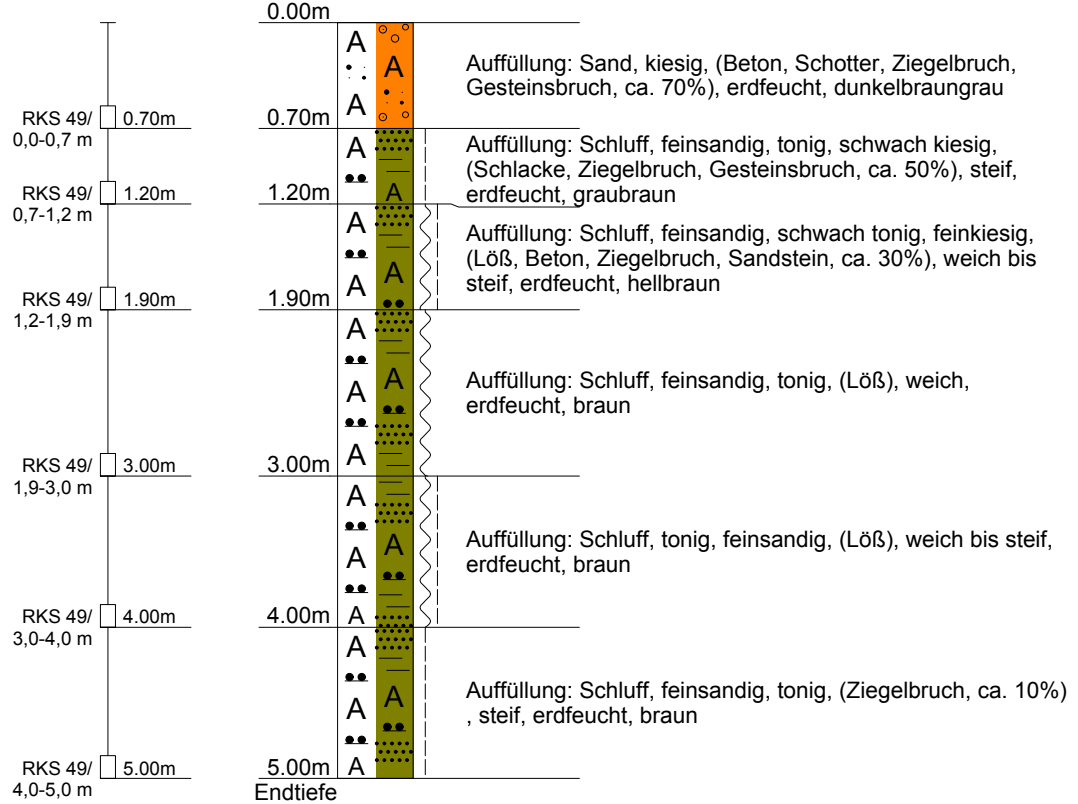 0.00m
A
A
A
Auffüllung: Sand, kiesig, (Beton, Schotter, Ziegelbruch,
Gesteinsbruch, ca. 70%), erdfeucht, dunkelbraungrau
RKS 49/
0,0-0,7 m
0.70m
0.70m
A
A
Auffüllung: Schluff, feinsandig, tonig, schwach kiesig,
(Schlacke, Ziegelbruch, Gesteinsbruch, ca. 50%), steif,
erdfeucht, graubraun
RKS 49/
0,7-1,2 m
1.20m
1.20m
A
A
A
Auffüllung: Schluff, feinsandig, schwach tonig, feinkiesig,
(Löß, Beton, Ziegelbruch, Sandstein, ca. 30%), weich bis
steif, erdfeucht, hellbraun
RKS 49/
1,2-1,9 m
1.90m
1.90m
A
A
A
A
Auffüllung: Schluff, feinsandig, tonig, (Löß), weich,
erdfeucht, braun
RKS 49/
1,9-3,0 m
3.00m
3.00m
A
A
A
A
Auffüllung: Schluff, tonig, feinsandig, (Löß), weich bis steif,
erdfeucht, braun
RKS 49/
3,0-4,0 m
4.00m
4.00m
A
A
A
A
Auffüllung: Schluff, feinsandig, tonig, (Ziegelbruch, ca. 10%)
, steif, erdfeucht, braun
RKS 49/
4,0-5,0 m
5.00m
5.00m
Endtiefe